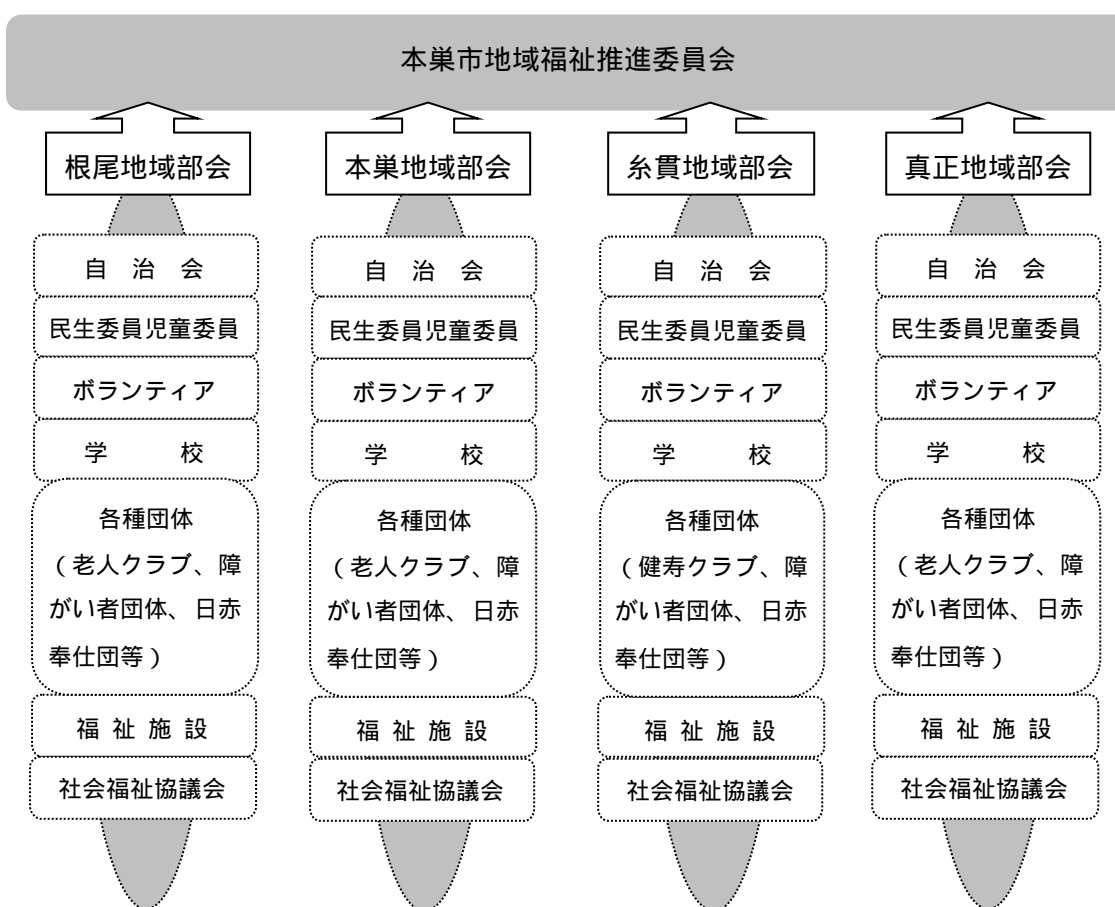 本巣市地域福祉推進委員会
根尾地域部会
自 治 会
民生委員児童委員
ボランティア
学 校
各種団体
(老人クラブ、障
がい者団体、日赤
奉仕団等)
福 祉 施 設
社会福祉協議会
本巣地域部会
自 治 会
民生委員児童委員
ボランティア
学 校
各種団体
(老人クラブ、障
がい者団体、日赤
奉仕団等)
福 祉 施 設
社会福祉協議会
糸貫地域部会
自 治 会
民生委員児童委員
ボランティア
学 校
各種団体
(健寿クラブ、障
がい者団体、日赤
奉仕団等)
福 祉 施 設
社会福祉協議会
真正地域部会
自 治 会
民生委員児童委員
ボランティア
学 校
各種団体
(老人クラブ、障
がい者団体、日赤
奉仕団等)
福 祉 施 設
社会福祉協議会